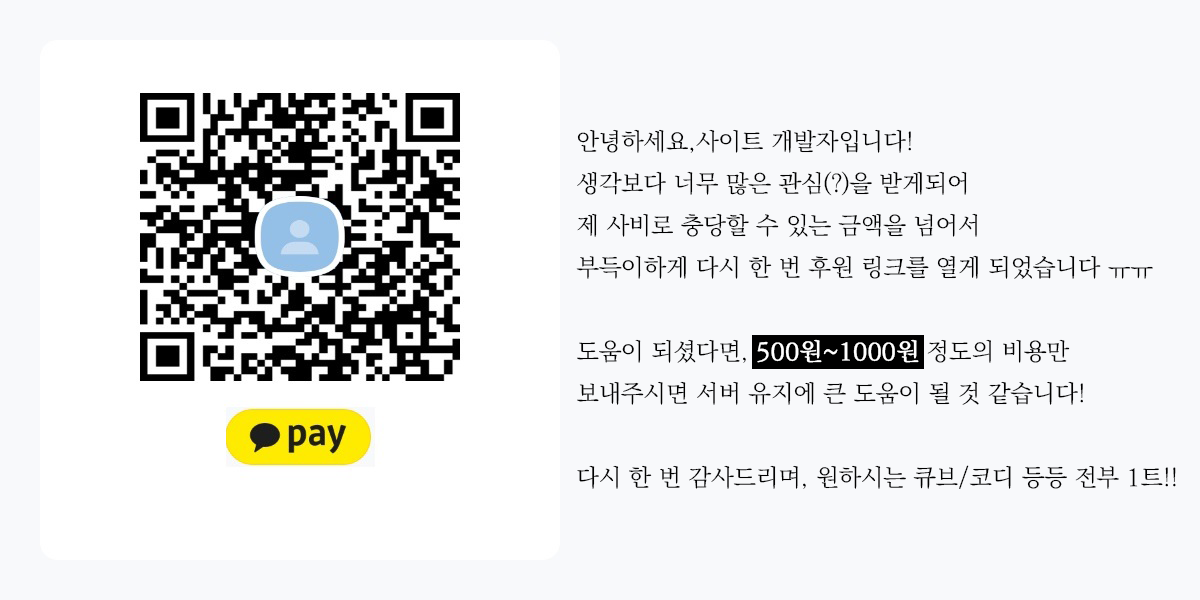 안녕하세요,사이트 개발자입니다!
생각보다 너무 많은 관심(?)을 받게되어
제 사비로 충당할 수 있는 금액을 넘어서
부득이하게 다시 한 번 후원 링크를 열게 되었습니다 ㅠㅠ
도움이 되셨다면, 500원~1000원 정도의 비용만
보내주시면 서버 유지에 큰 도움이 될 것 같습니다!
다시 한 번 감사드리며, 원하시는 큐브/코디 등등 전부 1트!!
pay